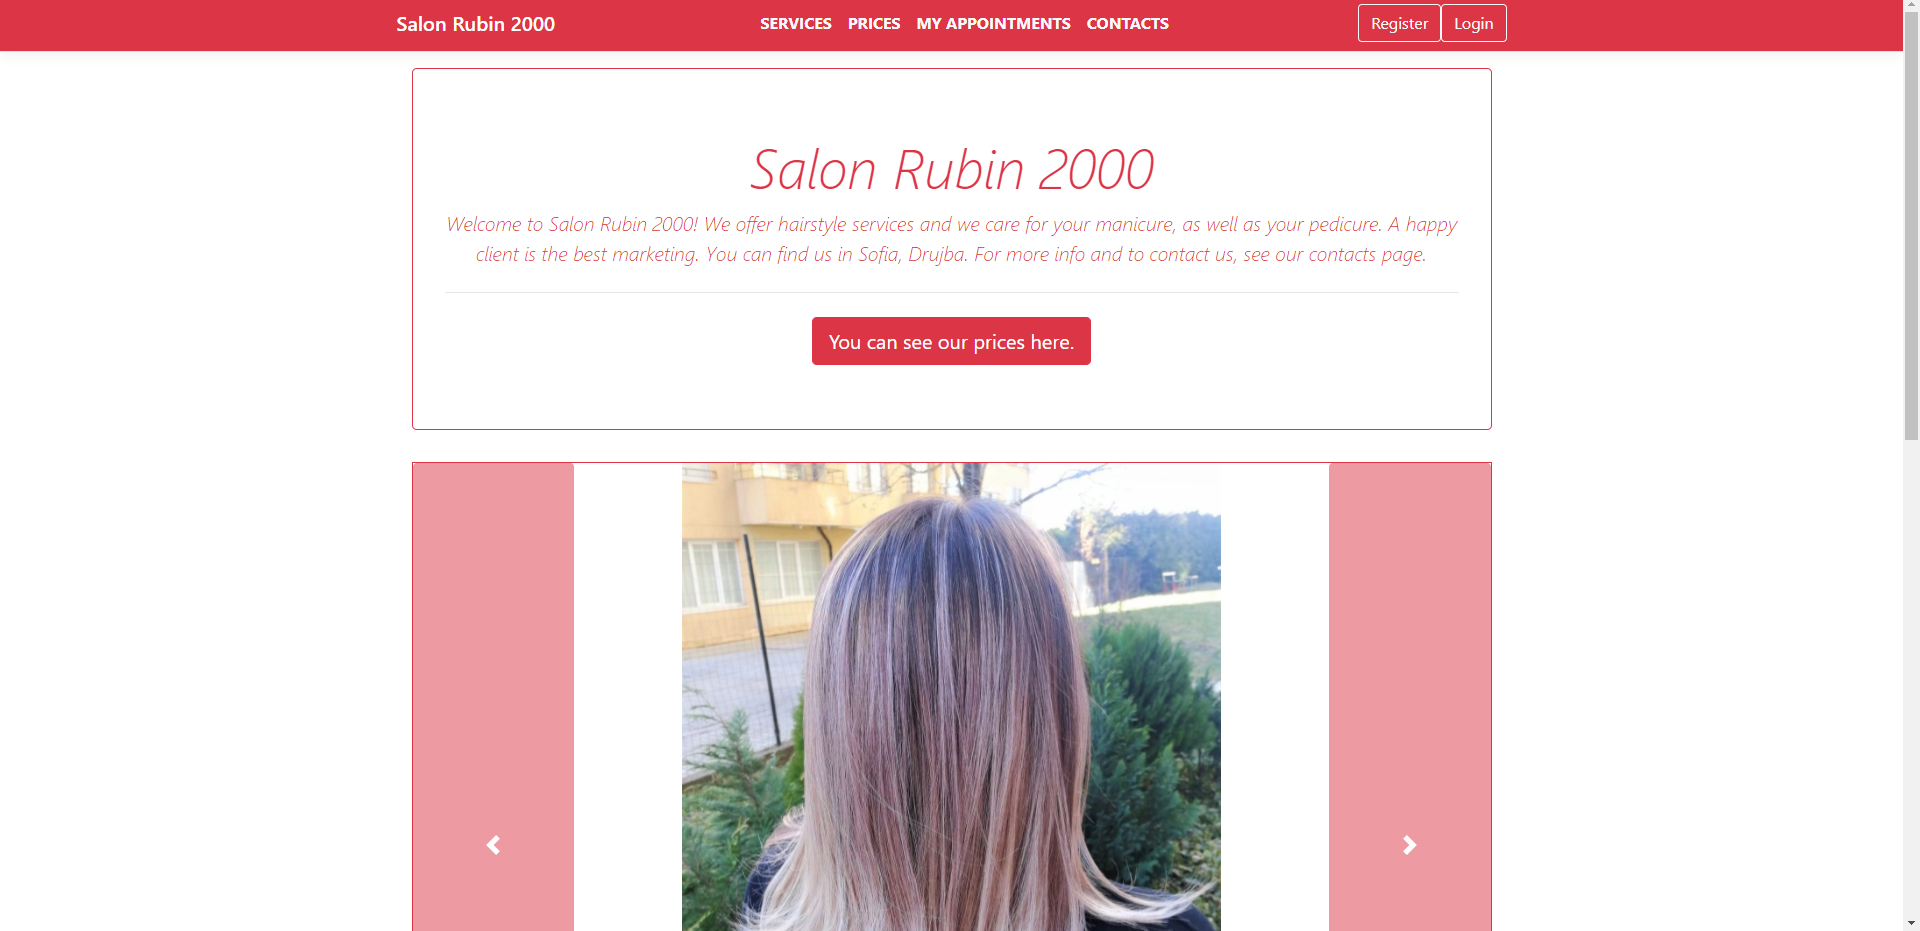 Salon Rubin 2000
SERVICES PRICES MY APPOINTMENTS CONTACTS
Register Login
Salon Rubin 2000
Welcome to Salon Rubin 2000! We offer hairstyle services and we care for your manicure, as well as your pedicure. A happy
client is the best marketing. You can find us in Sofia, Drujba. For more info and to contact us, see our contacts page.
You can see our prices here.